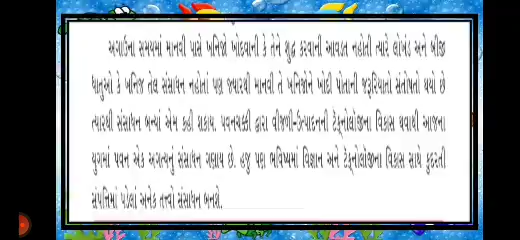 અગાઉના સમયમાં માનવી પાસે ખનિજો ખોદવાની કે તેને શુદ્ધ કરવાની આવડત નહોતી ત્યારે લોખંડ અને બીજી
ધાતુઓ કે ખનિજ તેલ સંસાધન નહોતાં પણ જ્યારથી માનવી તે ખનિજોને ખોદી પોતાની જરૂરિયાતો સંતોષતો થયો છે
ત્યારથી સંસાધન બન્યાં એમ કહી શકાય. પવનચક્કી દ્વારા વીજળી-ઉત્પાદનની ટેક્નોલૉજીના વિકાસ થવાથી આજના
યુગમાં પવન એક અગત્યનું સંસાધન ગણાય છે. હજુ પણ ભવિષ્યમાં વિજ્ઞાન અને ટેક્નોલૉજીના વિકાસ સાથે કુદરતી
સંપત્તિમાં પડેલાં અનેક તત્ત્વો સંસાધન બનશે.